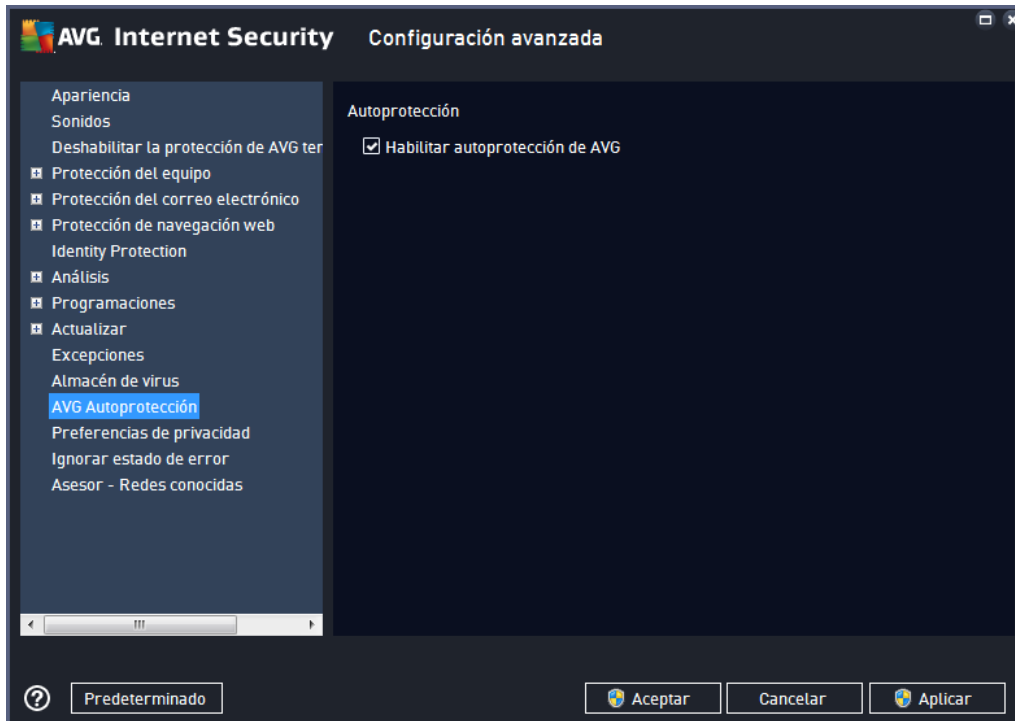 AVG. Internet Security Configuración avanzada
Apariencia
Sonidos
Deshabilitar la protección de AVG ter
Protección del equipo
Protección del correo electrónico
Protección de navegación web
Identity Protection
Análisis
Programaciones
Actualizar
Excepciones
Almacén de virus
AVG Autoprotección
Preferencias de privacidad
Ignorar estado de error
Asesor - Redes conocidas
Autoprotección
Habilitar autoprotección de AVG
? Predeterminado Aceptar Cancelar Aplicar